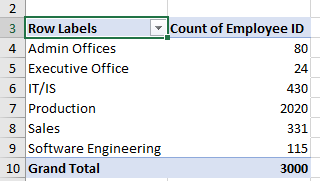 2
3 Row Labels Count of Employee ID
4 Admin Offices 80
5 Executive Office 24
6 IT/IS 430
7 Production 2020
8 Sales 331
9 Software Engineering 115
10 Grand Total 3000